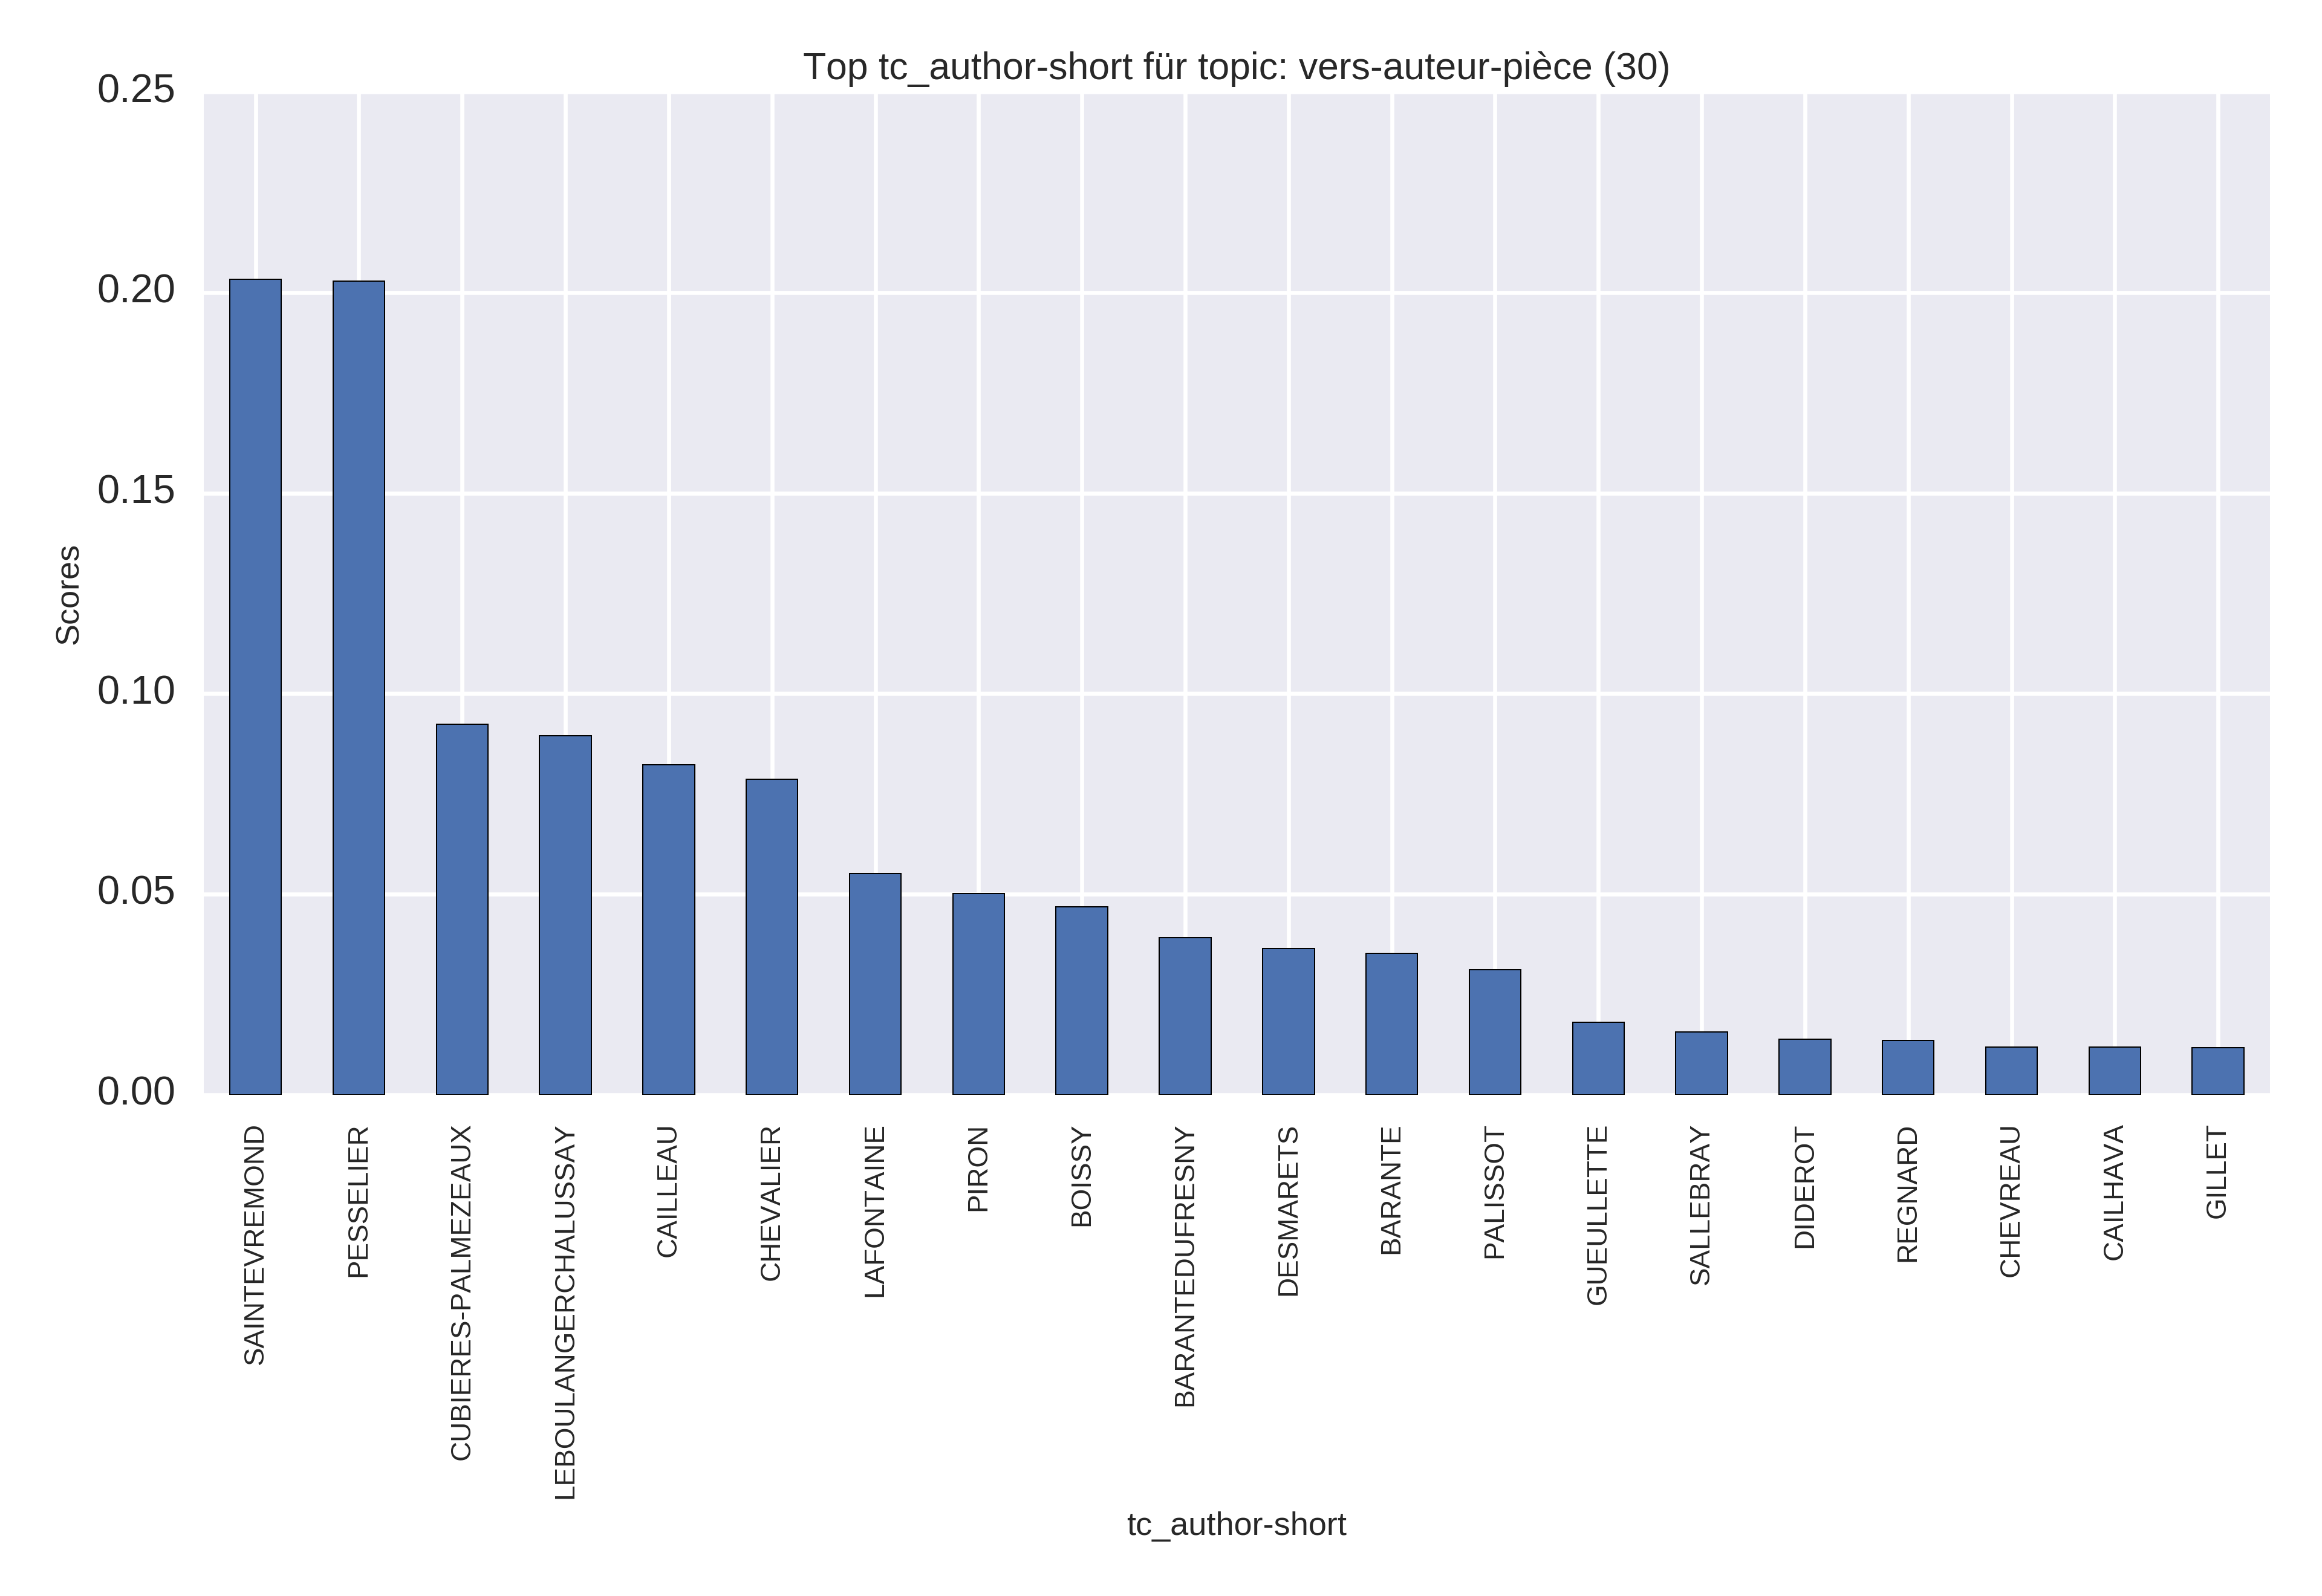 Top tc_author-short für topic: vers-auteur-pièce (30)
0.25
0.20
0.15
0.10
0.05
0.00
Scores
SAINTEVREMOND
PESSELIER
CUBIERES-PALMEZEAUX
LEBOULANGERCHALUSSAY
CAILLEAU
CHEVALIER
LAFONTAINE
PIRON
BOISSY
BARANTEDUFRESNY
DESMARETS
BARANTE
PALISSOT
GUEULLETTE
SALLEBRAY
DIDEROT
REGNARD
CHEVREAU
CAILHAVA
GILLET
tc_author-short